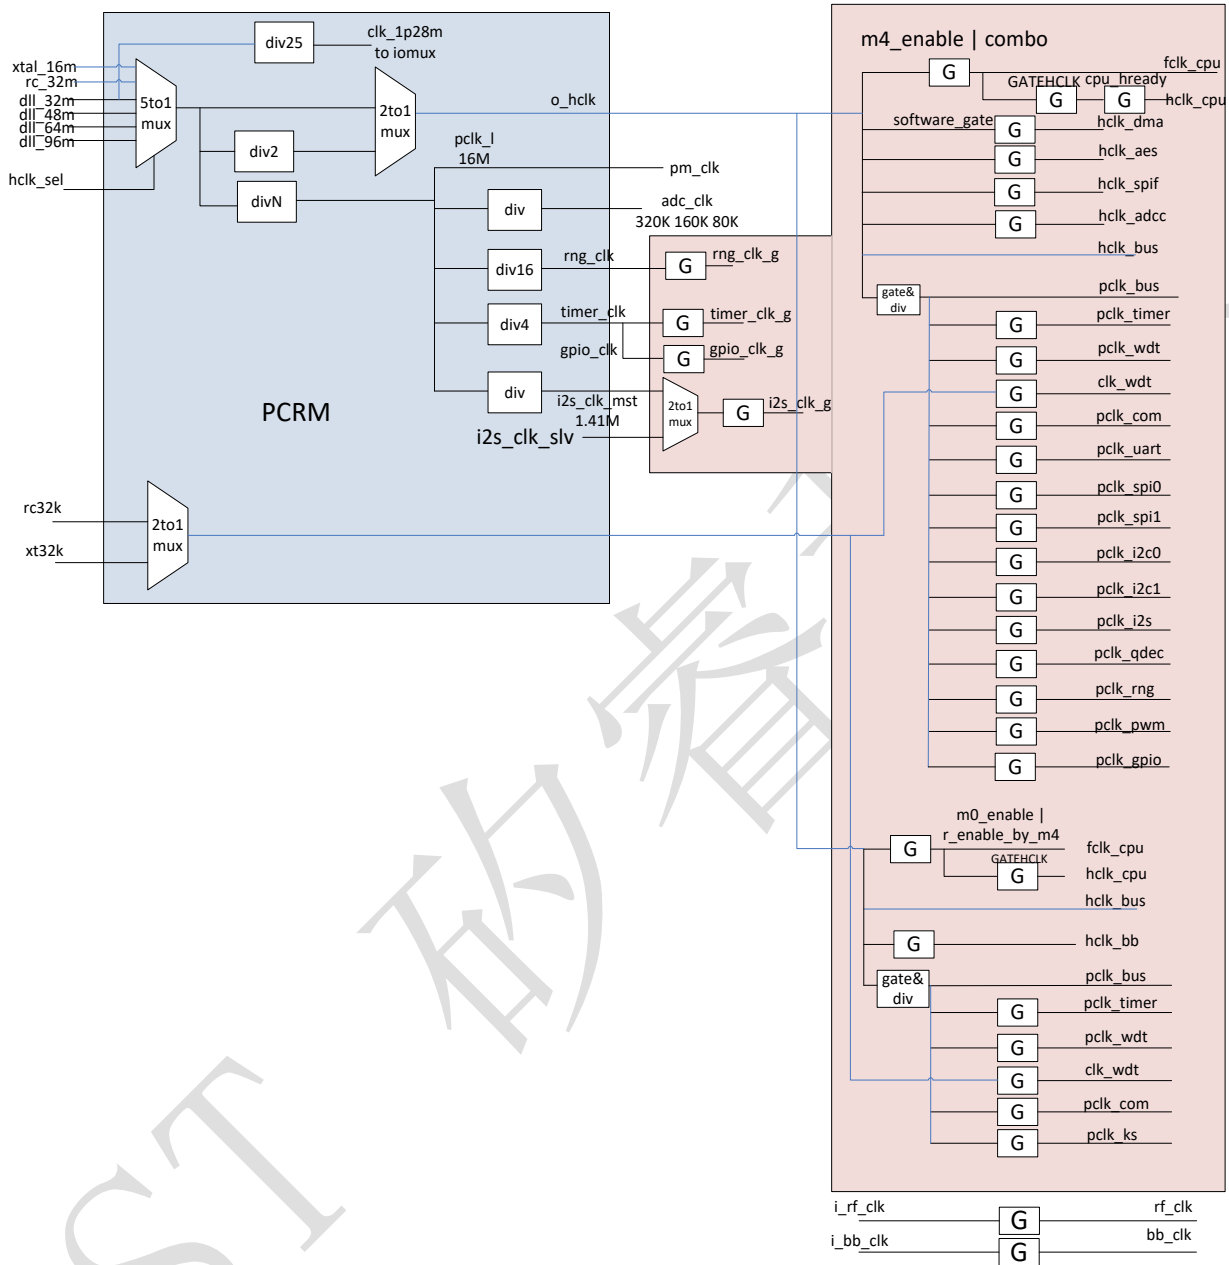 div25
clk_1p28m
to iomux
xtal_16m
rc_32m
dll_32m
dll_48m
dll_64m
dll_96m
5to1
mux
hclk_sel
div2
divN
2to1
mux
o_hclk
pclk_l
16M
pm_clk
div
adc_clk
320K 160K 80K
div16
rng_clk
G
rng_clk_g
div4
timer_clk
G
timer_clk_g
gpio_clk
G
gpio_clk_g
div
i2s_clk_mst
1.41M
i2s_clk_slv
2to1
mux
G
i2s_clk_g
PCRM
rc32k
xt32k
2to1
mux
m4_enable | combo
G
fclk_cpu
GATEHCLK
cpu_hready
G
G
hclk_cpu
software_gate
G
hclk_dma
G
hclk_aes
G
hclk_spif
G
hclk_adcc
hclk_bus
gate&
div
pclk_bus
G
pclk_timer
G
pclk_wdt
G
clk_wdt
G
pclk_com
G
pclk_uart
G
pclk_spi0
G
pclk_spi1
G
pclk_i2c0
G
pclk_i2c1
G
pclk_i2s
G
pclk_qdec
G
pclk_rng
G
pclk_pwm
G
pclk_gpio
m0_enable |
r_enable_by_m4
G
fclk_cpu
GATEHCLK
G
hclk_cpu
hclk_bus
G
hclk_bb
gate&
div
pclk_bus
G
pclk_timer
G
pclk_wdt
G
clk_wdt
G
pclk_com
G
pclk_ks
i_rf_clk
G
rf_clk
i_bb_clk
G
bb_clk
ST 矽睿